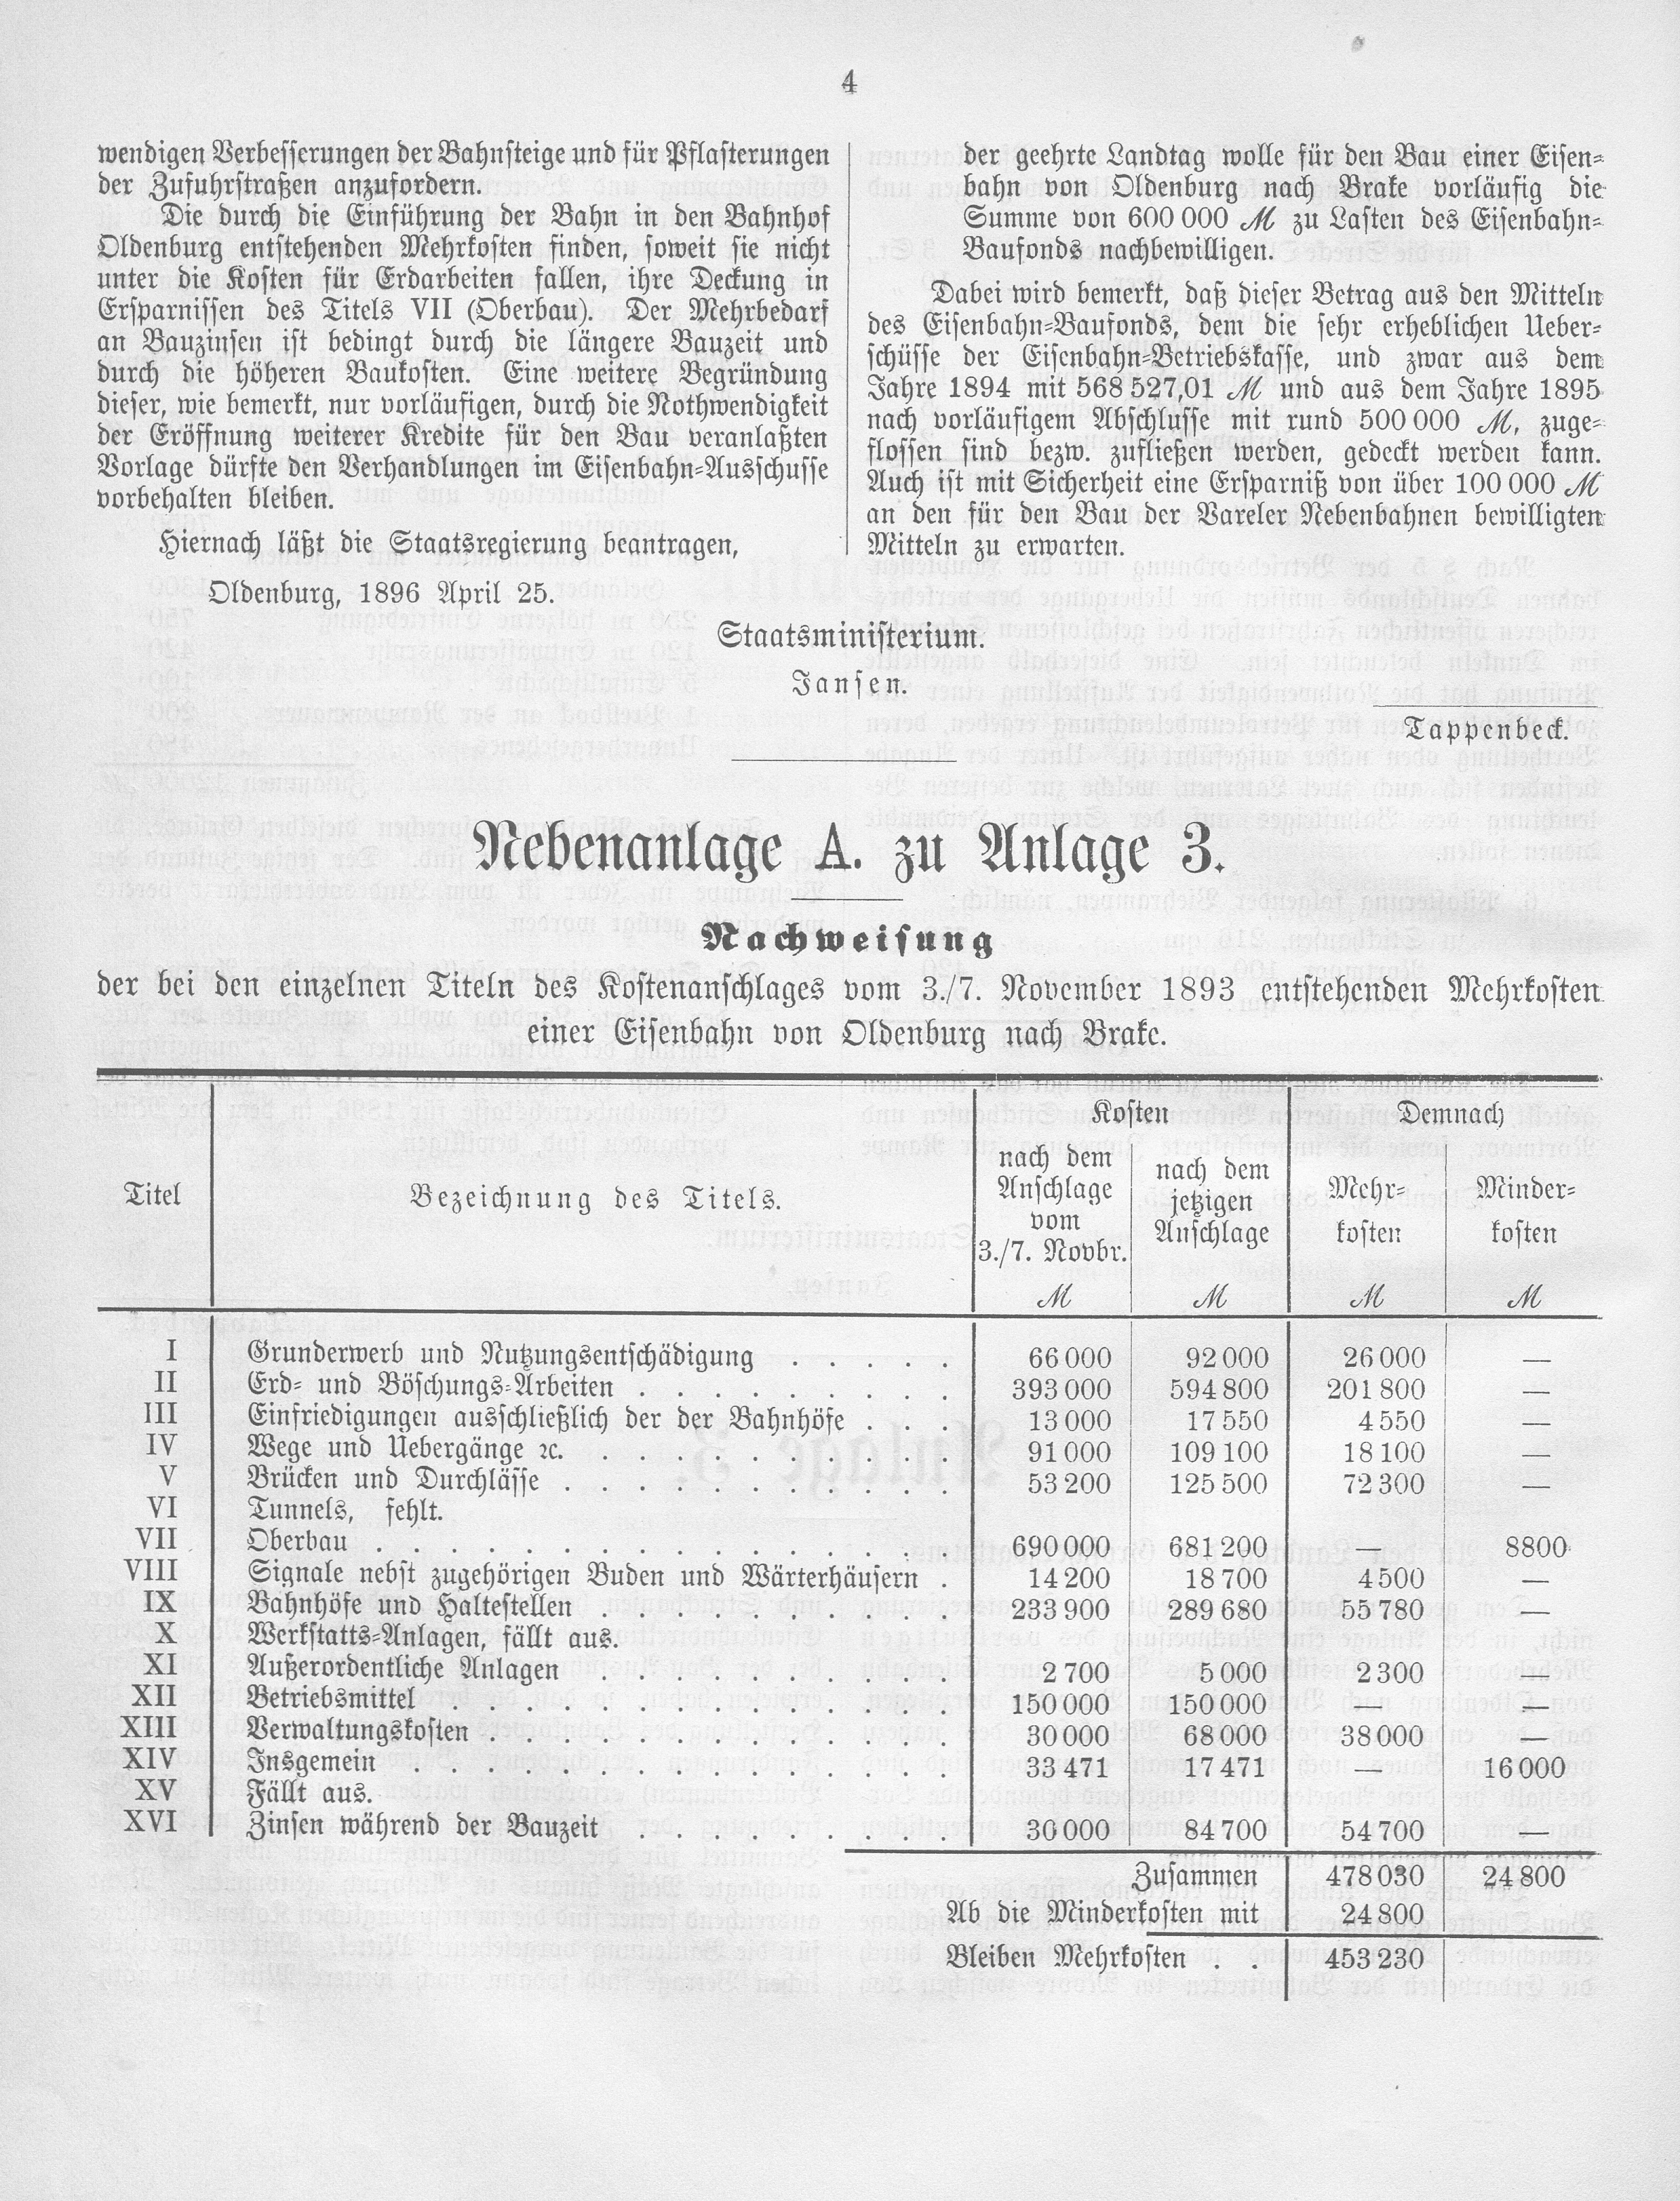 4
wendigen Verbesserungen der Bahnsteige und für Pflasterungen
der Zufuhrstraßen anzufordern.
Die durch die Einführung der Bahn in den Bahnhof
Oldenburg entstehenden Mehrkosten finden, soweit sie nicht
unter die Kosten für Erdarbeiten fallen, ihre Deckung in
Ersparnissen des Titels VII (Oberbau). Der Mehrbedarf
an Bauzinsen ist bedingt durch die längere Bauzeit und
durch die höheren Baukosten. Eine weitere Begründung
dieser, wie bemerkt, nur vorläufigen, durch die Nothwendigkeit
der Eröffnung weiterer Kredite für den Bau veranlaßten
Vorlage dürfte den Verhandlungen im Eisenbahn-Ausschusse
vorbehalten bleiben.
Hiernach läßt die Staatsregierung beantragen,
der geehrte Landtag wolle für den Bau einer Eisen-
bahn von Oldenburg nach Brake vorläufig die
Summe von 600 000 ℳ zu Lasten des Eisenbahn-
Baufonds nachbewilligen.
Dabei wird bemerkt, daß dieser Betrag aus den Mitteln
des Eisenbahn-Baufonds, dem die sehr erheblichen Ueber-
schüsse der Eisenbahn-Betriebskasse, und zwar aus dem
Jahre 1894 mit 568 527,01 ℳ und aus dem Jahre 1895
nach vorläufigem Abschlusse mit rund 500 000 ℳ, zuge-
flossen sind bezw. zufließen werden, gedeckt werden kann.
Auch ist mit Sicherheit eine Ersparniß von über 100 000 ℳ
an den für den Bau der Vareler Nebenbahnen bewilligten
Mitteln zu erwarten.
Oldenburg, 1896 April 25.
Staatsministerium.
Jansen.
Tappenbeck.
Nebenanlage A. zu Anlage 3.
Nachweisung
der bei den einzelnen Titeln des Kostenanschlages vom 3./7. November 1893 entstehenden Mehrkosten
einer Eisenbahn von Oldenburg nach Brake.
Titel Bezeichnung des Titels. Kosten Demnach
nach dem Anschlage vom 3./7. Novbr. nach dem jetzigen Anschlage Mehr-kosten Minder-kosten
ℳ ℳ ℳ ℳ
I Grunderwerb und Nutzungsentschädigung . . . . . 66 000 92 000 26 000 —
II Erd- und Böschungs-Arbeiten . . . . . . . . . 393 000 594 800 201 800 —
III Einfriedigungen ausschließlich der der Bahnhöfe . . . 13 000 17 550 4 550 —
IV Wege und Uebergänge ꝛc. . . . . . . . . . . 91 000 109 100 18 100 —
V Brücken und Durchlässe . . . . . . . . . . . 53 200 125 500 72 300 —
VI Tunnels, fehlt.
VII Oberbau . . . . . . . . . . . . . . . . 690 000 681 200 — 8800
VIII Signale nebst zugehörigen Buden und Wärterhäusern . 14 200 18 700 4 500 —
IX Bahnhöfe und Haltestellen . . . . . . . . . . 233 900 289 680 55 780 —
X Werkstatts-Anlagen, fällt aus.
XI Außerordentliche Anlagen . . . . . . . . . . 2 700 5 000 2 300 —
XII Betriebsmittel . . . . . . . . . . . . . . 150 000 150 000 — —
XIII Verwaltungskosten . . . . . . . . . . . . . 30 000 68 000 38 000 —
XIV Insgemein . . . . . . . . . . . . . . . 33 471 17 471 — 16 000
XV Fällt aus.
XVI Zinsen während der Bauzeit . . . . . . . . . 30 000 84 700 54 700 —
Zusammen 478 030 24 800
Ab die Minderkosten mit 24 800
Bleiben Mehrkosten . . 453 230